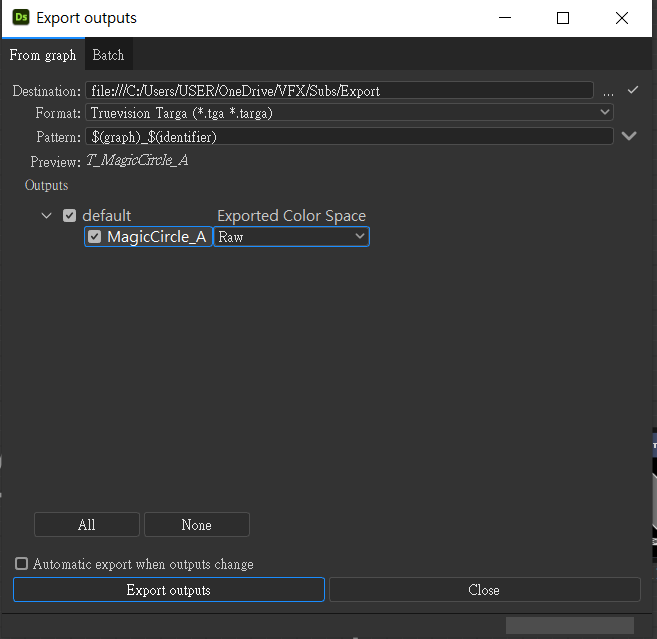 Ds Export outputs
From graph Batch
Destination: file:///C:/Users/USER/OneDrive/VFX/Subs/Export ...
Format: Truevision Targa (*.tga *.targa)
Pattern: $(graph)_$(identifier)
Preview: T_MagicCircle_A
Outputs
default Exported Color Space
MagicCircle_A Raw
All None
Automatic export when outputs change
Export outputs Close